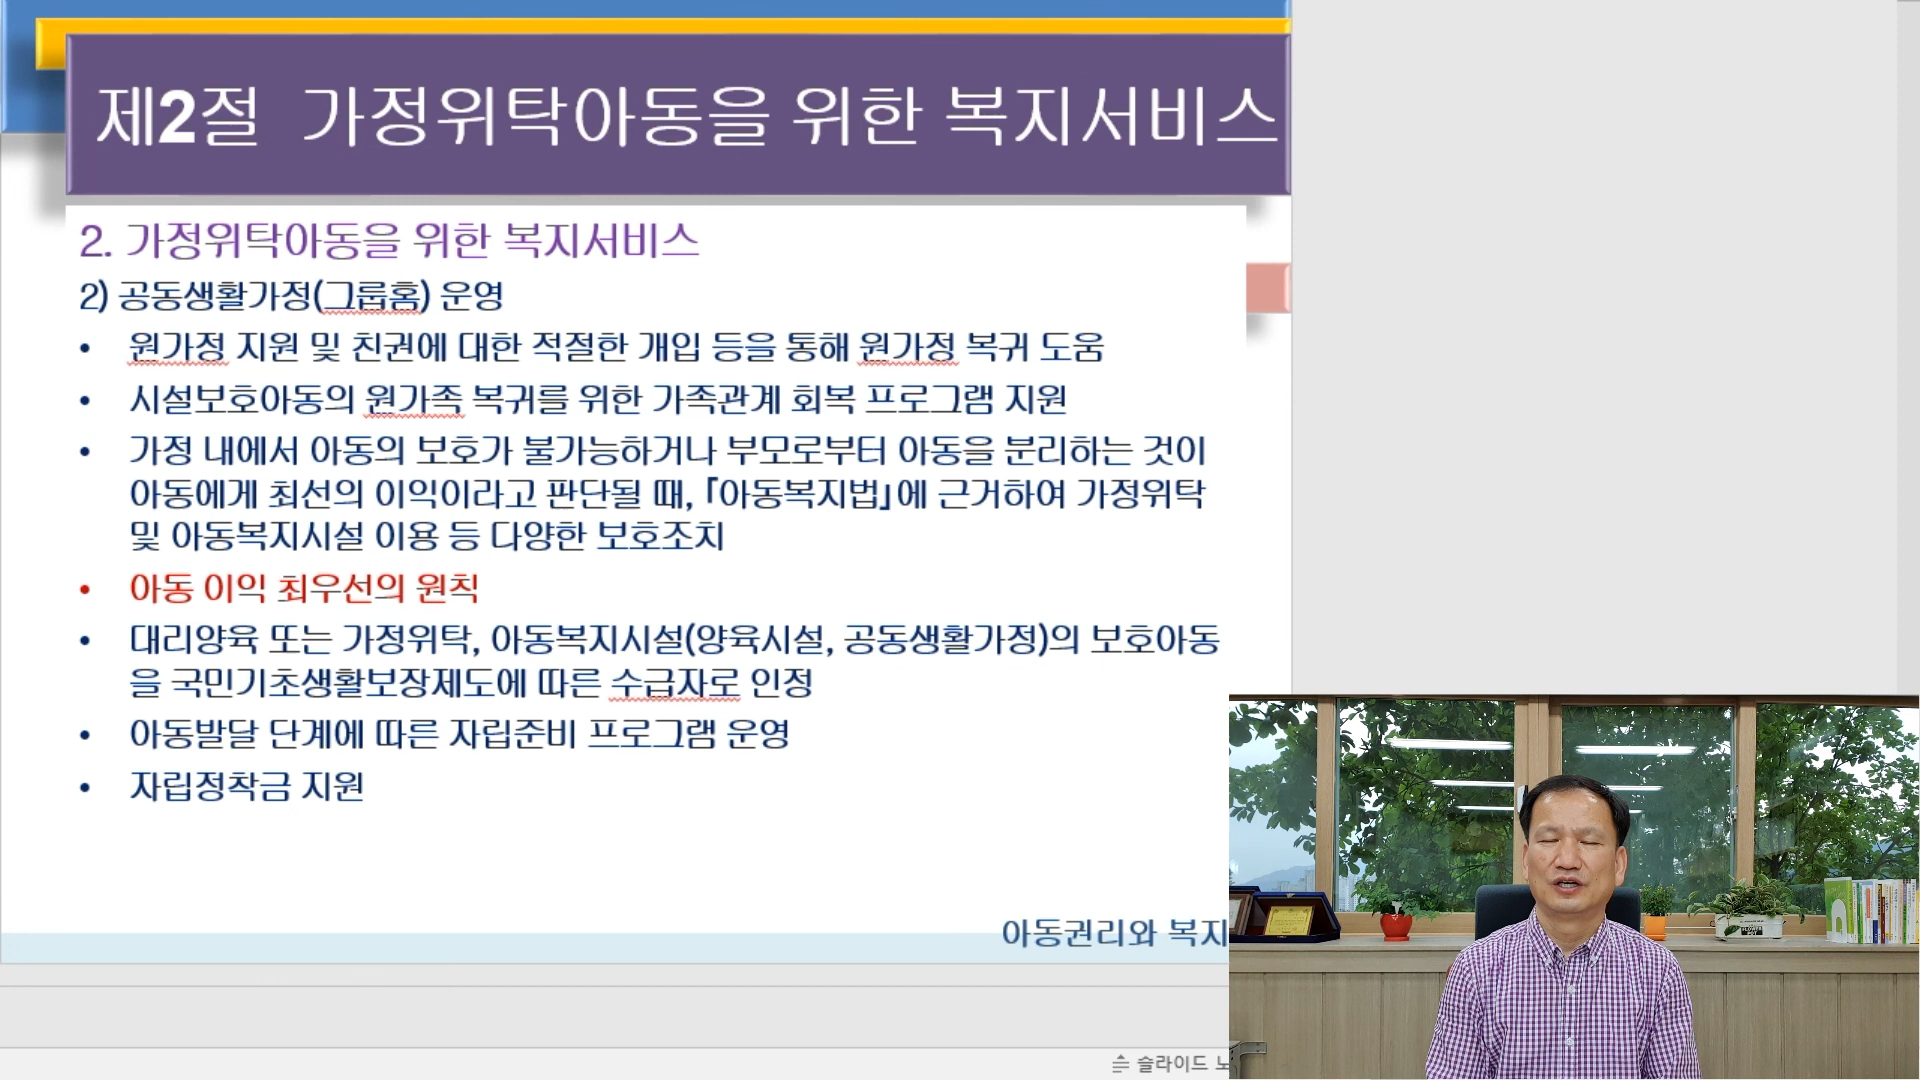 제2절 가정위탁아동을 위한 복지서비스
2. 가정위탁아동을 위한 복지서비스
2) 공동생활가정(그룹홈) 운영
• 원가정 지원 및 친권에 대한 적절한 개입 등을 통해 원가정 복귀 도움
• 시설보호아동의 원가족 복귀를 위한 가족관계 회복 프로그램 지원
• 가정 내에서 아동의 보호가 불가능하거나 부모로부터 아동을 분리하는 것이
아동에게 최선의 이익이라고 판단될 때, 「아동복지법」에 근거하여 가정위탁
및 아동복지시설 이용 등 다양한 보호조치
• 아동 이익 최우선의 원칙
• 대리양육 또는 가정위탁, 아동복지시설(양육시설, 공동생활가정)의 보호아동
을 국민기초생활보장제도에 따른 수급자로 인정
• 아동발달 단계에 따른 자립준비 프로그램 운영
• 자립정착금 지원
아동권리와 복지
슬라이드 노